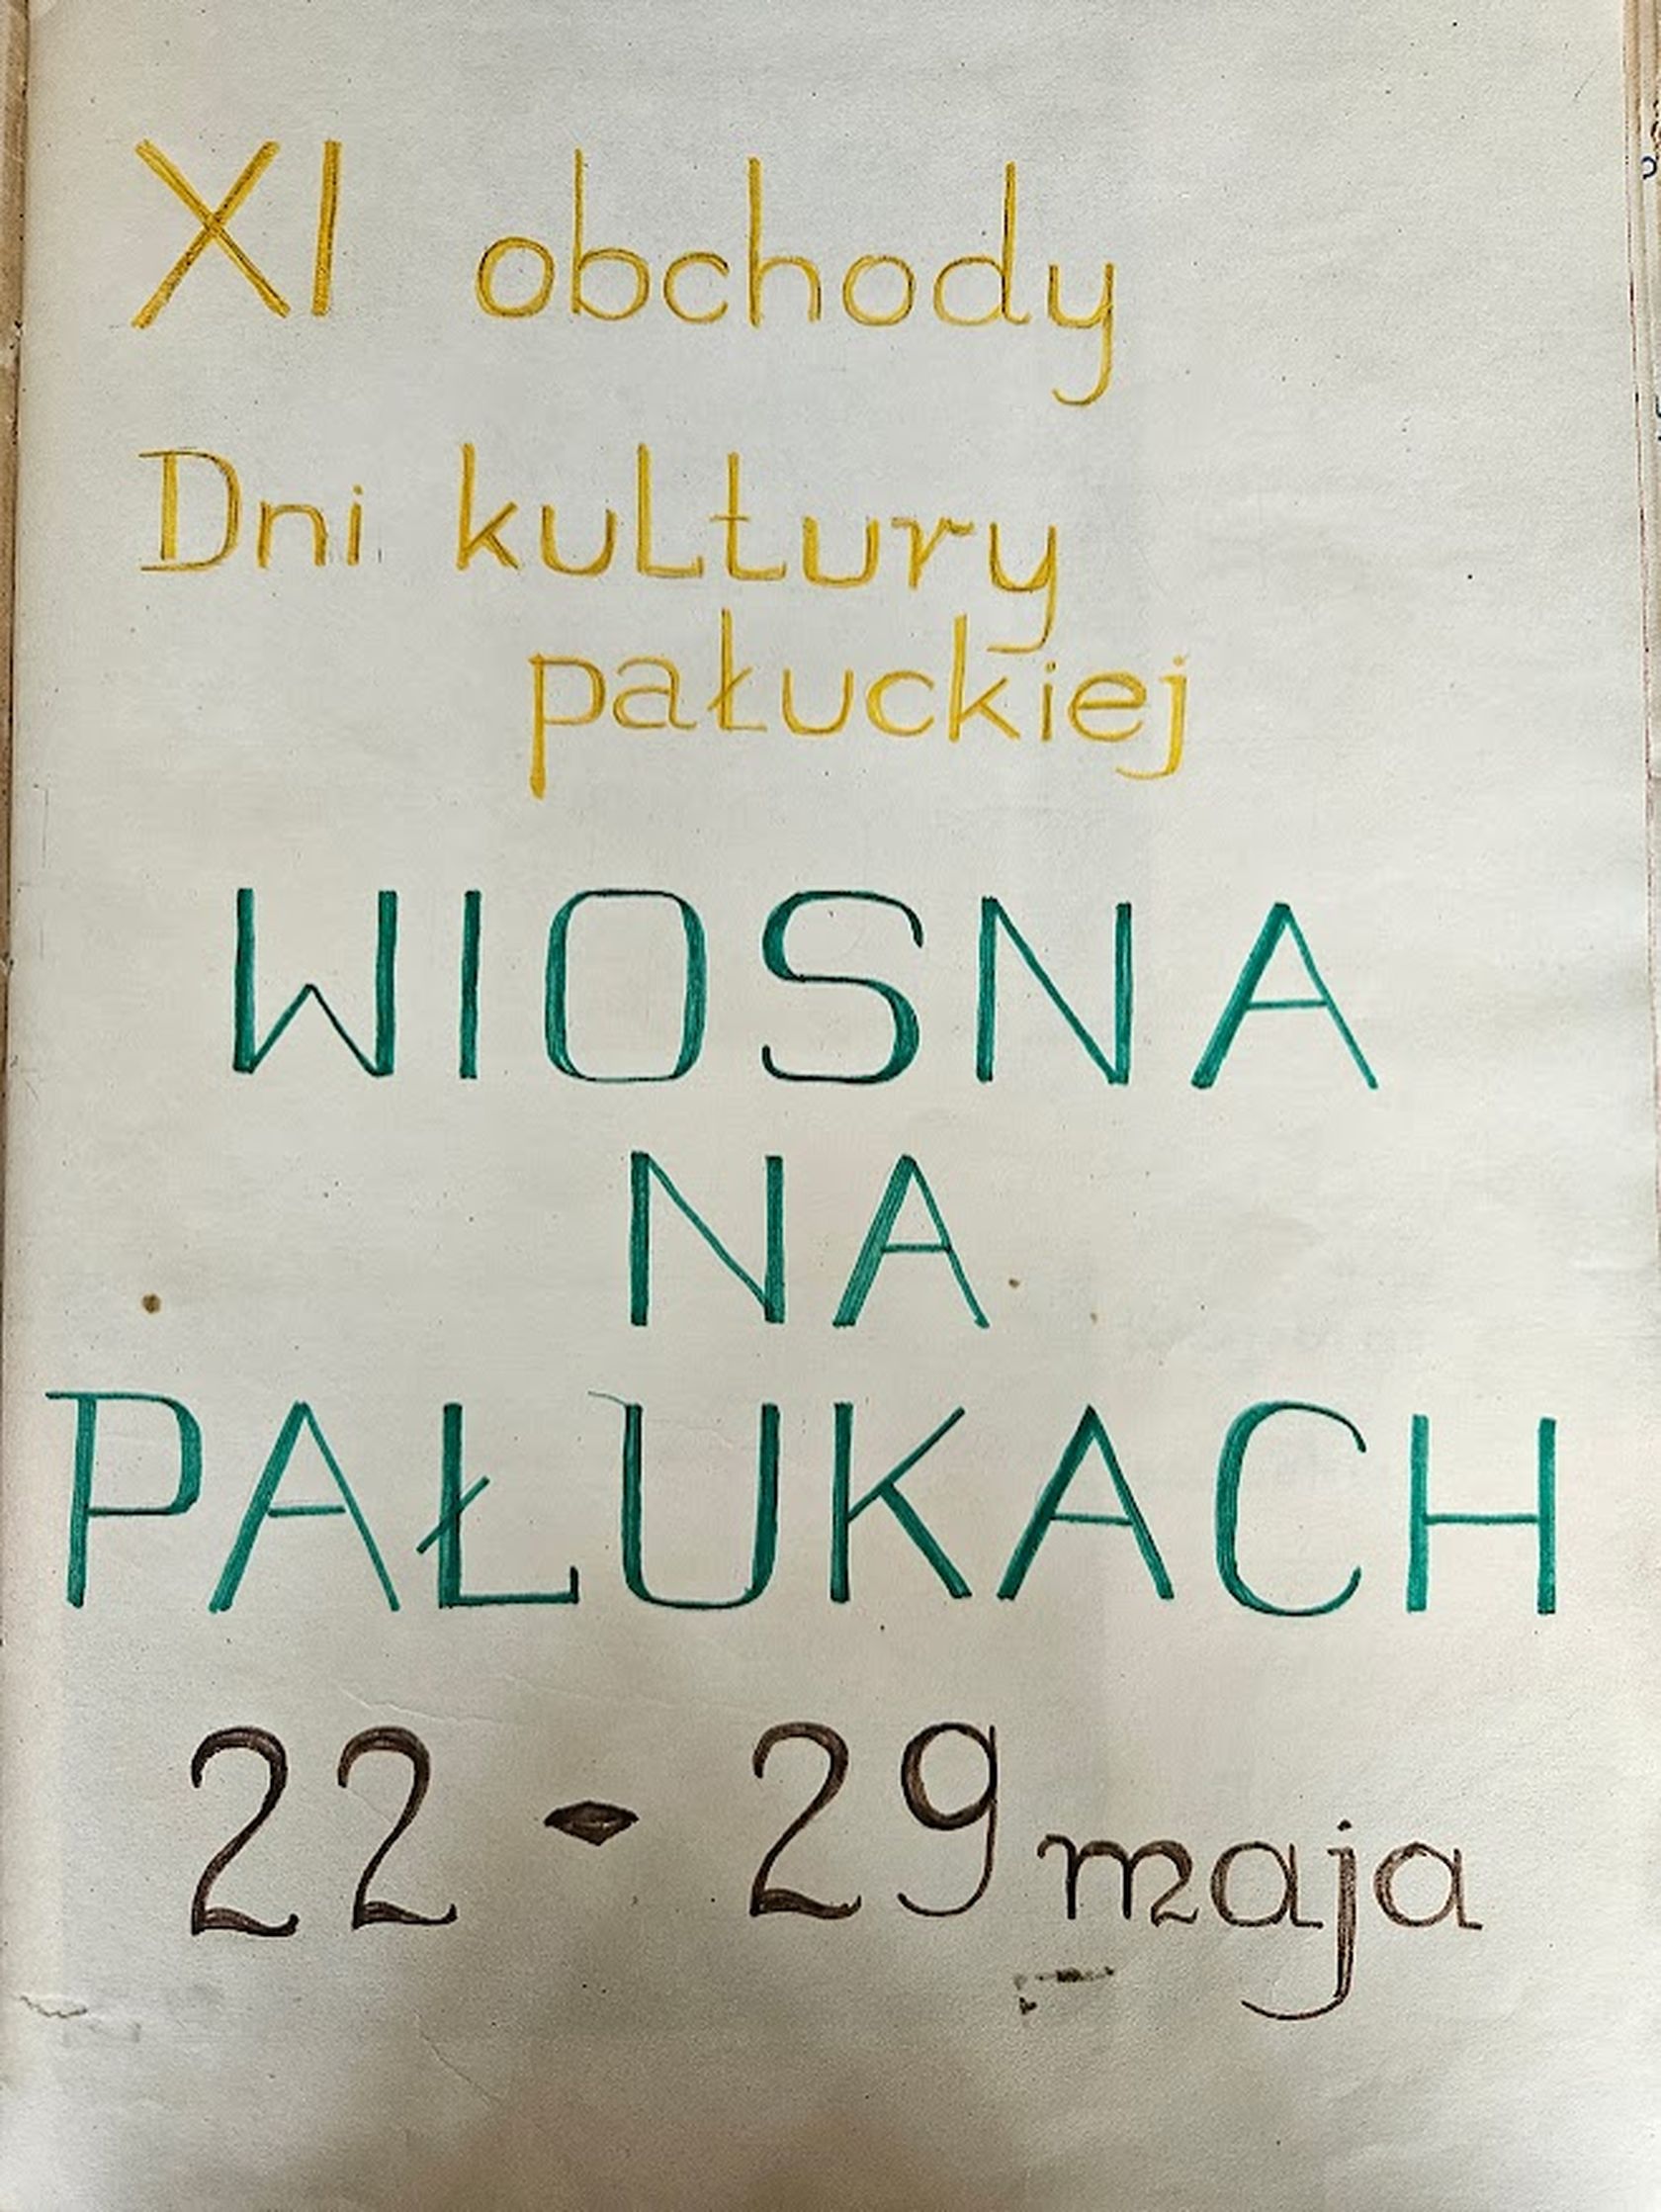 XI obchody
Dni kultury
pałuckiej
WIOSNA
NA
PAŁUKACH
22 - 29 maja